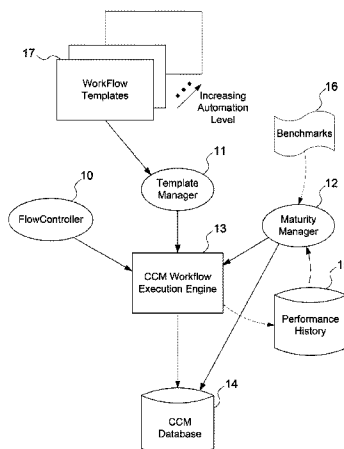 17
WorkFlow
Templates
Increasing
Automation
Level
16
Benchmarks
11
Template
Manager
12
Maturity
Manager
10
FlowController
13
CCM Workflow
Execution Engine
1
Performance
History
14
CCM
Database